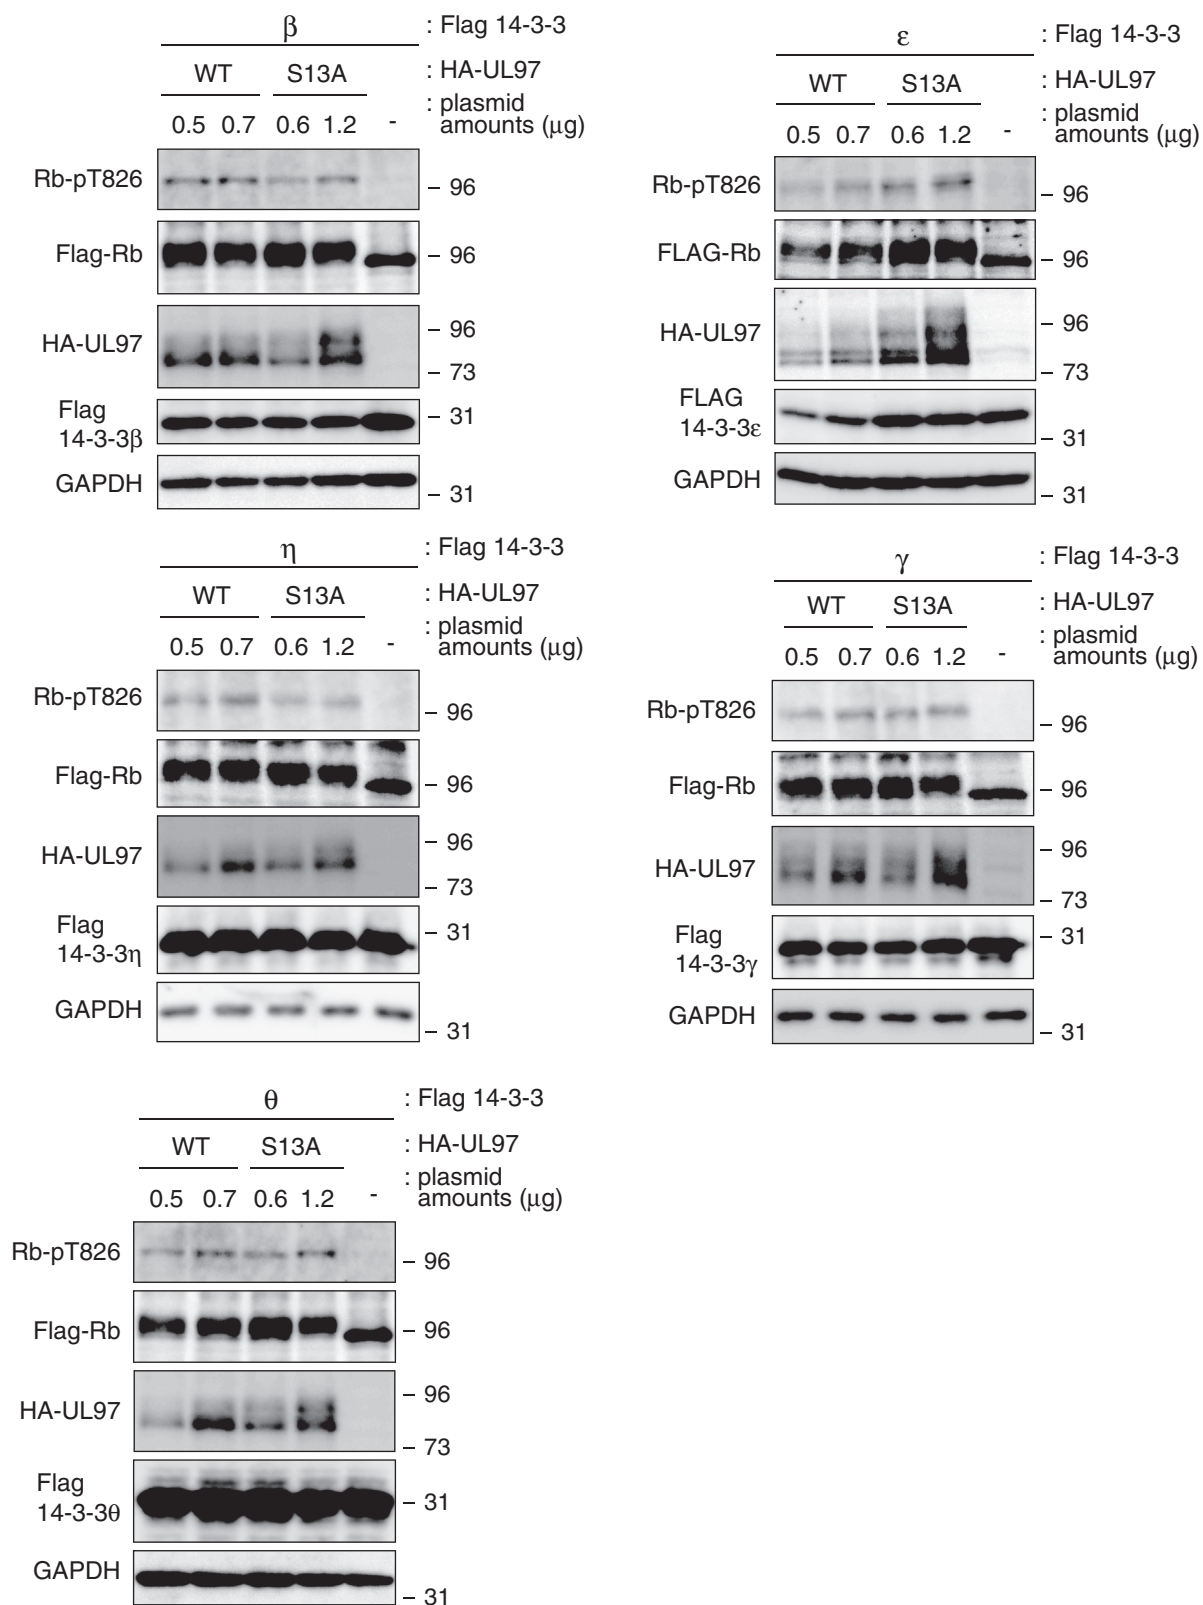 β : Flag 14-3-3
WT S13A : HA-UL97
: plasmid
0.5 0.7 0.6 1.2 - amounts (μg)
Rb-pT826 – 96
Flag-Rb – 96
HA-UL97 – 96
– 73
Flag – 31
14-3-3β
GAPDH – 31
ε : Flag 14-3-3
WT S13A : HA-UL97
: plasmid
0.5 0.7 0.6 1.2 - amounts (μg)
Rb-pT826 – 96
FLAG-Rb – 96
HA-UL97 – 96
– 73
FLAG
14-3-3ε – 31
GAPDH – 31
η : Flag 14-3-3
WT S13A : HA-UL97
: plasmid
0.5 0.7 0.6 1.2 - amounts (μg)
Rb-pT826 – 96
Flag-Rb – 96
HA-UL97 – 96
– 73
Flag – 31
14-3-3η
GAPDH – 31
γ : Flag 14-3-3
WT S13A : HA-UL97
: plasmid
0.5 0.7 0.6 1.2 - amounts (μg)
Rb-pT826 – 96
Flag-Rb – 96
HA-UL97 – 96
– 73
Flag – 31
14-3-3γ
GAPDH – 31
θ : Flag 14-3-3
WT S13A : HA-UL97
: plasmid
0.5 0.7 0.6 1.2 - amounts (μg)
Rb-pT826 – 96
Flag-Rb – 96
HA-UL97 – 96
– 73
Flag – 31
14-3-3θ
GAPDH – 31